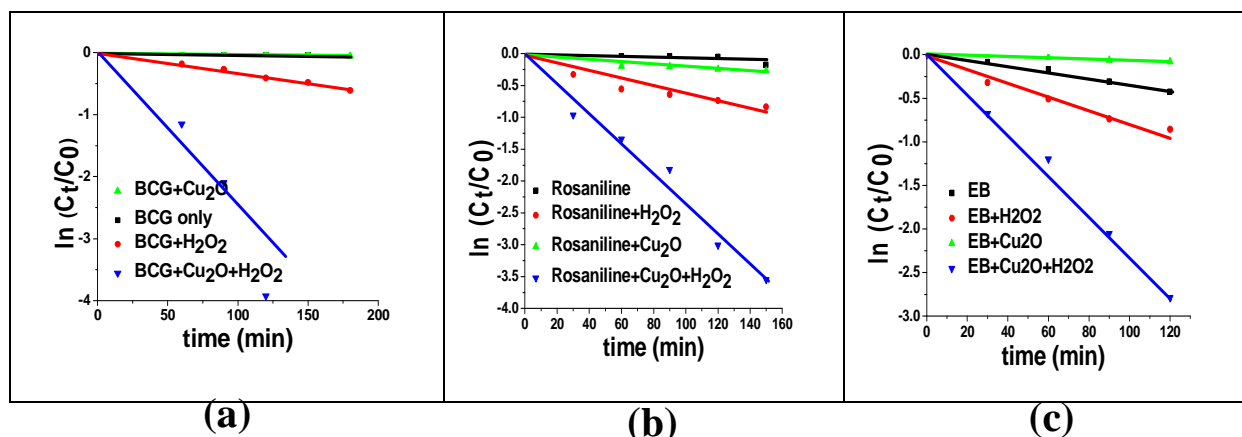 ln (Ct/C0)
-0
-1
-2
-3
-4
BCG+Cu2O
BCG only
BCG+H2O2
BCG+Cu2O+H2O2
0 50 100 150 200
time (min)
(a)
ln (Ct/C0)
0.0
-0.5
-1.0
-1.5
-2.0
-2.5
-3.0
-3.5
-4.0
Rosaniline
Rosaniline+H2O2
Rosaniline+Cu2O
Rosaniline+Cu2O+H2O2
0 20 40 60 80 100 120 140 160
time (min)
(b)
ln (Ct/C0)
0.0
-0.5
-1.0
-1.5
-2.0
-2.5
-3.0
EB
EB+H2O2
EB+Cu2O
EB+Cu2O+H2O2
0 20 40 60 80 100 120
time (min)
(c)